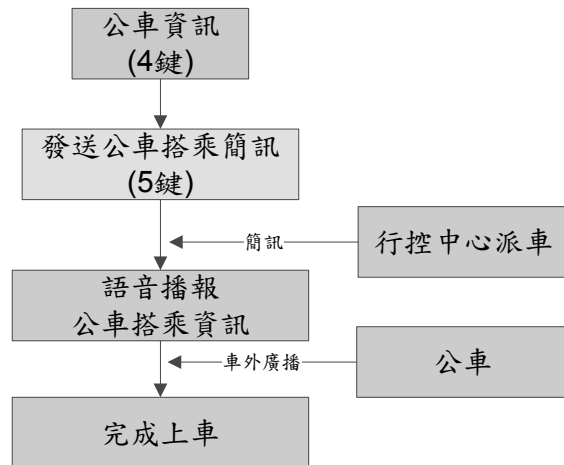 公車資訊
(4鍵)
發送公車搭乘簡訊
(5鍵)
簡訊
行控中心派車
語音播報
公車搭乘資訊
車外廣播
公車
完成上車